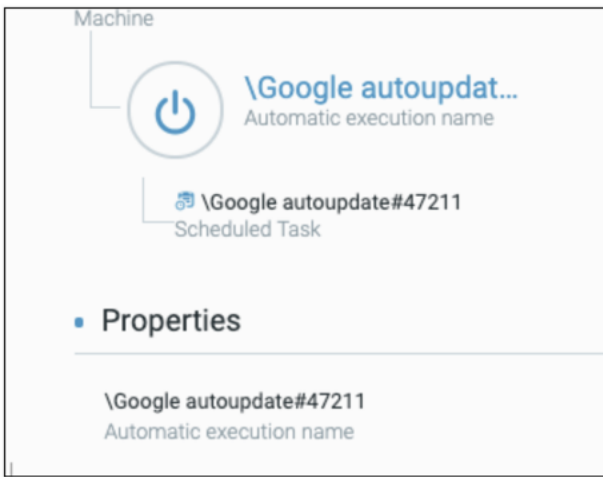 Machine
\Google autoupdat...
Automatic execution name
\Google autoupdate#47211
Scheduled Task
Properties
\Google autoupdate#47211
Automatic execution name